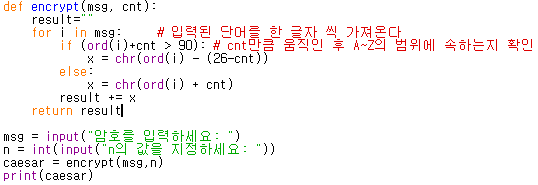 def encrypt(msg, cnt):
    result=""
    for i in msg:     # 입력된 단어를 한 글자 씩 가져온다
        if (ord(i)+cnt > 90): # cnt만큼 움직인 후 A~Z의 범위에 속하는지 확인
            x = chr(ord(i) - (26-cnt))
        else:
            x = chr(ord(i) + cnt)
        result += x
    return result

msg = input("암호를 입력하세요: ")
n = int(input("n의 값을 지정하세요: "))
caesar = encrypt(msg,n)
print(caesar)